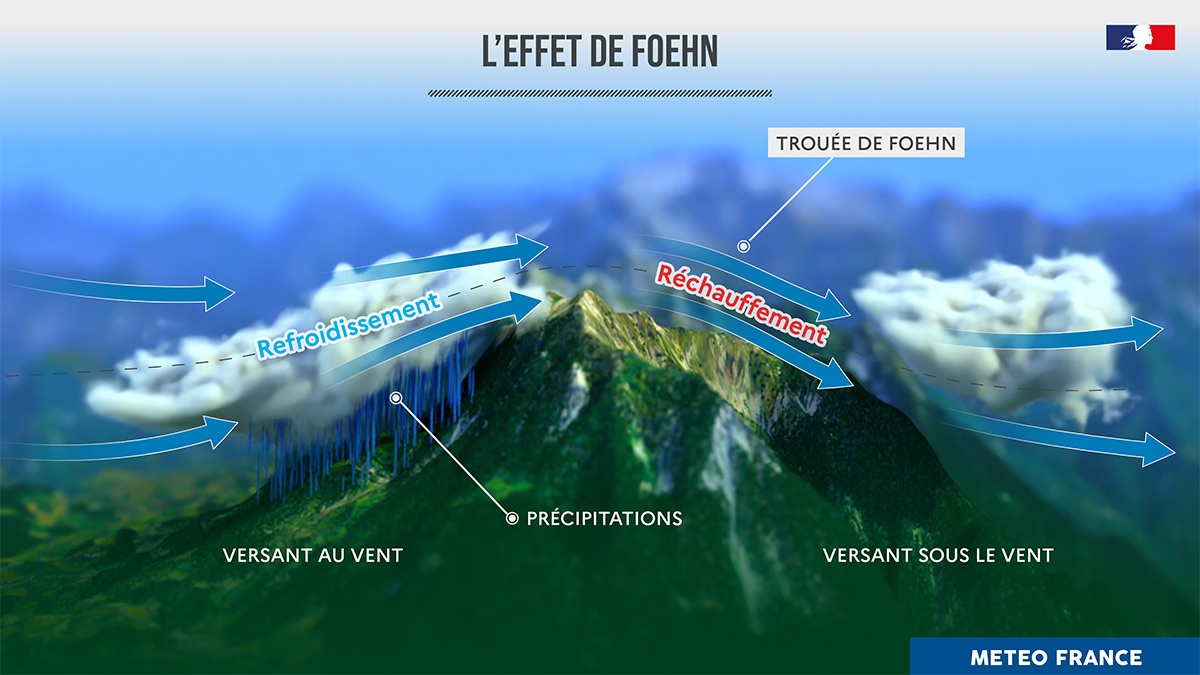 L'EFFET DE FOEHN
TROUÉE DE FOEHN
Refroidissement
Réchauffement
PRÉCIPITATIONS
VERSANT AU VENT
VERSANT SOUS LE VENT
METEO FRANCE